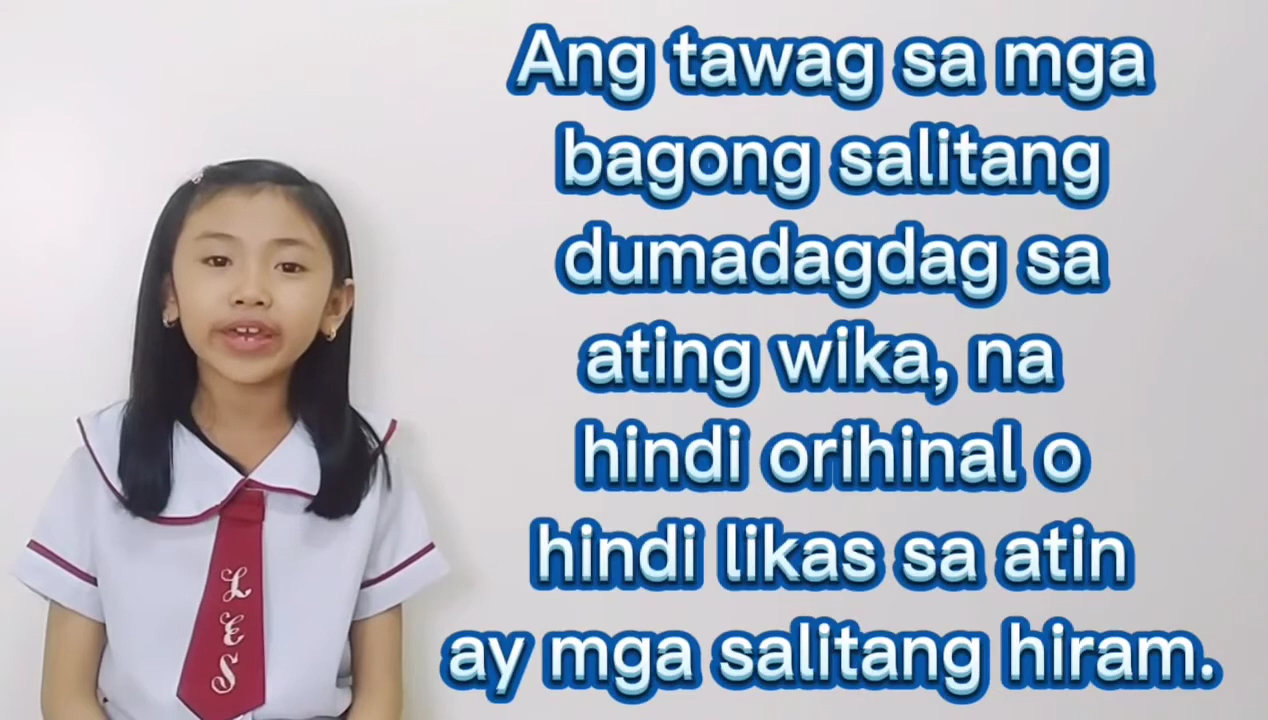 Ang tawag sa mga
bagong salitang
dumadagdag sa
ating wika, na
hindi orihinal o
hindi likas sa atin
ay mga salitang hiram.
L
E
S